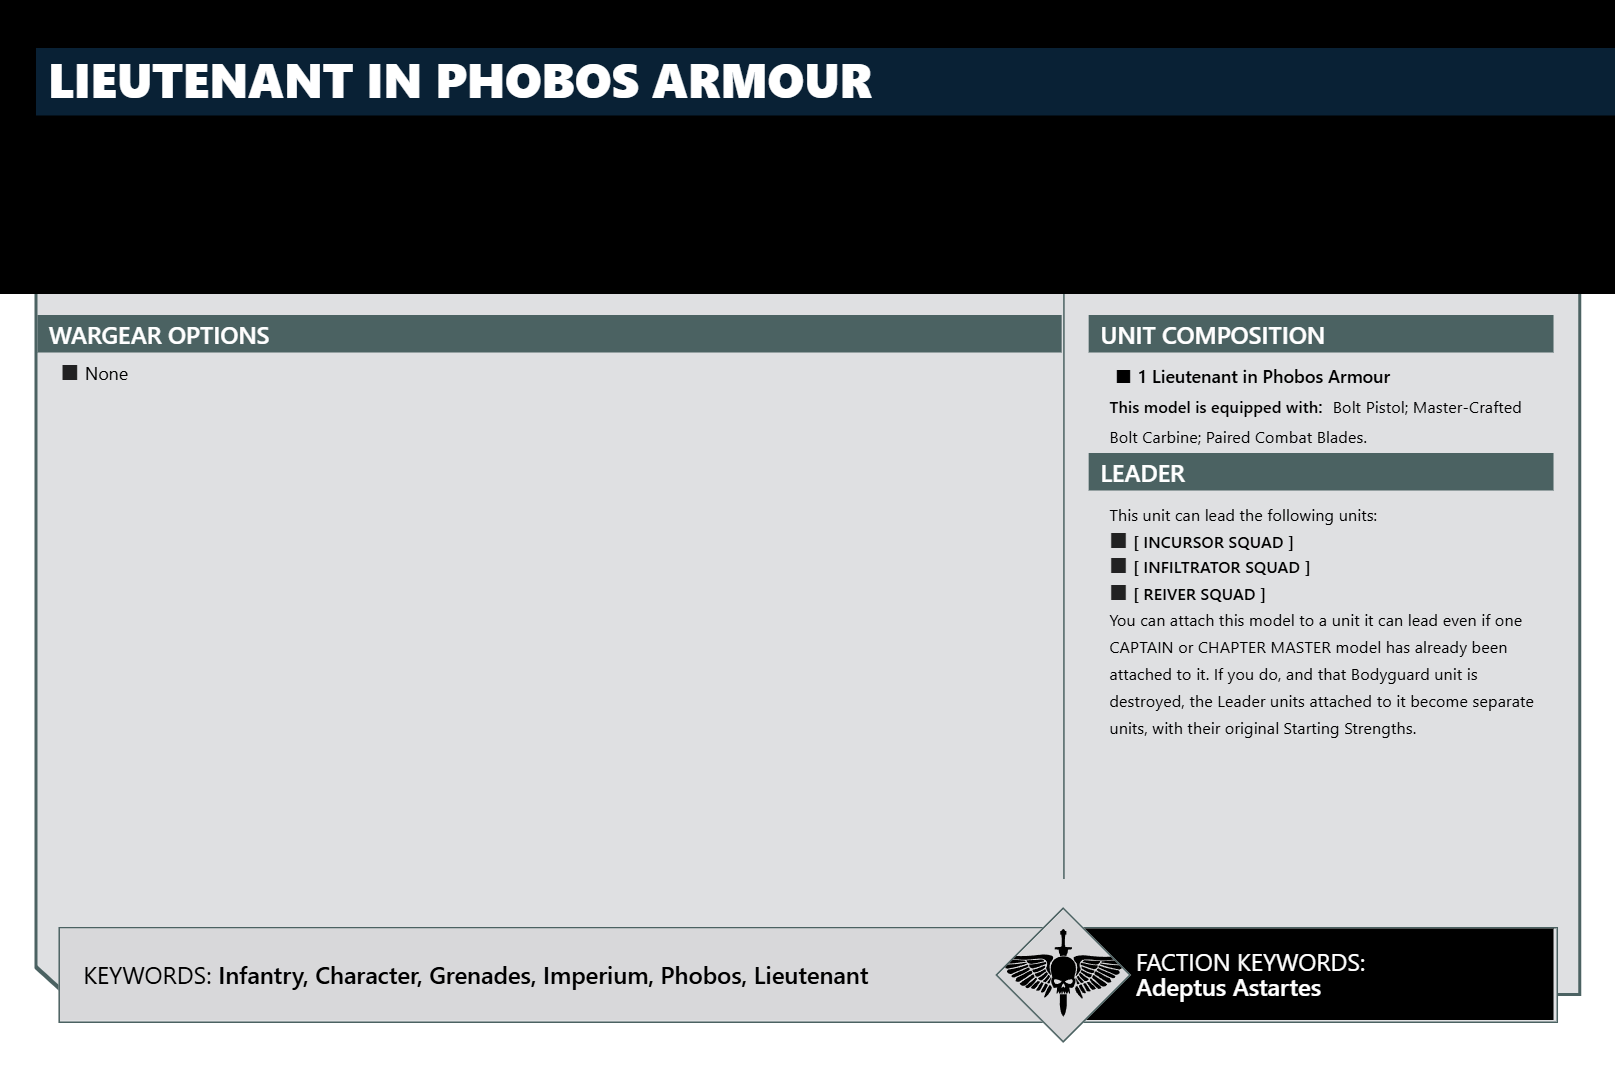 LIEUTENANT IN PHOBOS ARMOUR
WARGEAR OPTIONS
■ None
UNIT COMPOSITION
■ 1 Lieutenant in Phobos Armour
This model is equipped with: Bolt Pistol; Master-Crafted
Bolt Carbine; Paired Combat Blades.
LEADER
This unit can lead the following units:
■ [ INCURSOR SQUAD ]
■ [ INFILTRATOR SQUAD ]
■ [ REIVER SQUAD ]
You can attach this model to a unit it can lead even if one
CAPTAIN or CHAPTER MASTER model has already been
attached to it. If you do, and that Bodyguard unit is
destroyed, the Leader units attached to it become separate
units, with their original Starting Strengths.
KEYWORDS: Infantry, Character, Grenades, Imperium, Phobos, Lieutenant
FACTION KEYWORDS:
Adeptus Astartes